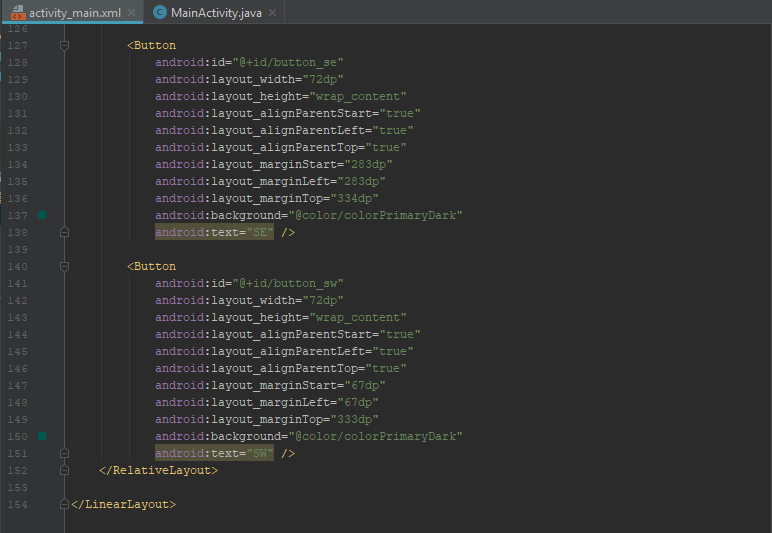 activity_main.xml × MainActivity.java ×
126
127 <Button
128 android:id="@+id/button_se"
129 android:layout_width="72dp"
130 android:layout_height="wrap_content"
131 android:layout_alignParentStart="true"
132 android:layout_alignParentLeft="true"
133 android:layout_alignParentTop="true"
134 android:layout_marginStart="283dp"
135 android:layout_marginLeft="283dp"
136 android:layout_marginTop="334dp"
137 android:background="@color/colorPrimaryDark"
138 android:text="SE" />
139
140 <Button
141 android:id="@+id/button_sw"
142 android:layout_width="72dp"
143 android:layout_height="wrap_content"
144 android:layout_alignParentStart="true"
145 android:layout_alignParentLeft="true"
146 android:layout_alignParentTop="true"
147 android:layout_marginStart="67dp"
148 android:layout_marginLeft="67dp"
149 android:layout_marginTop="333dp"
150 android:background="@color/colorPrimaryDark"
151 android:text="SW" />
152 </RelativeLayout>
153
154 </LinearLayout>